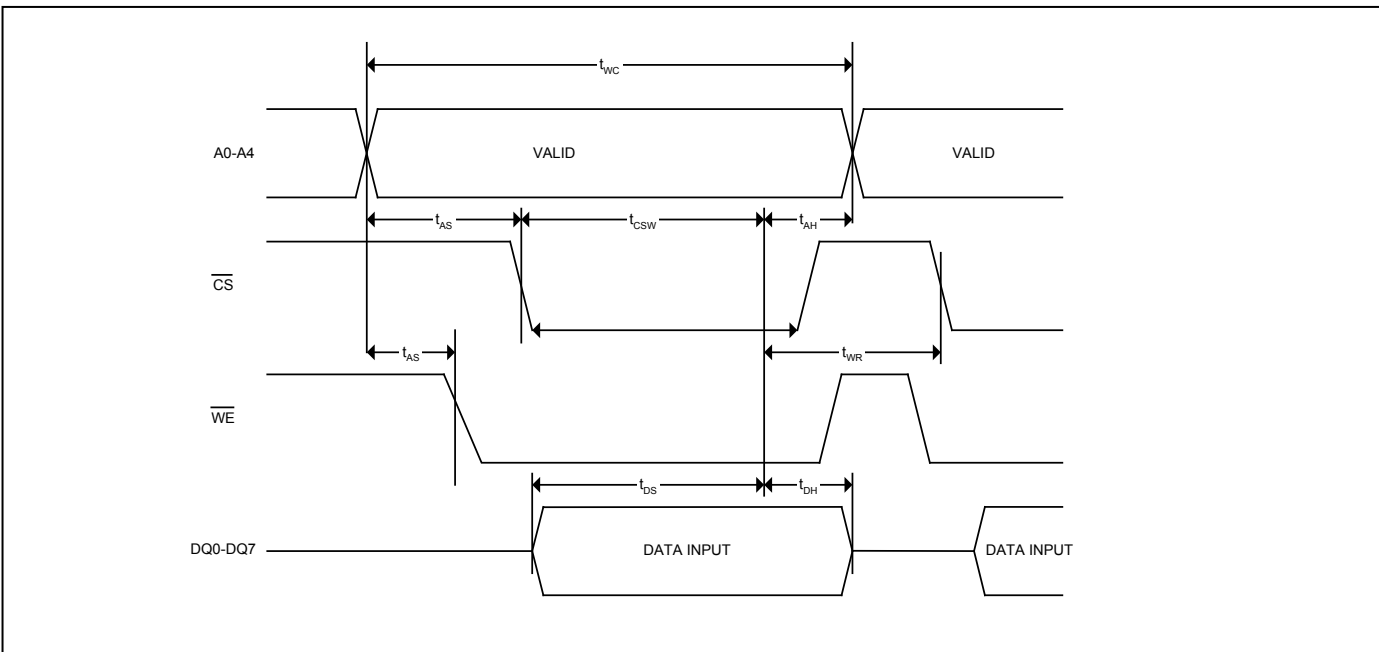 tWC
A0-A4 VALID VALID
tAS tCSW tAH
CS
tAS tWR
WE
tDS tDH
DQ0-DQ7 DATA INPUT DATA INPUT